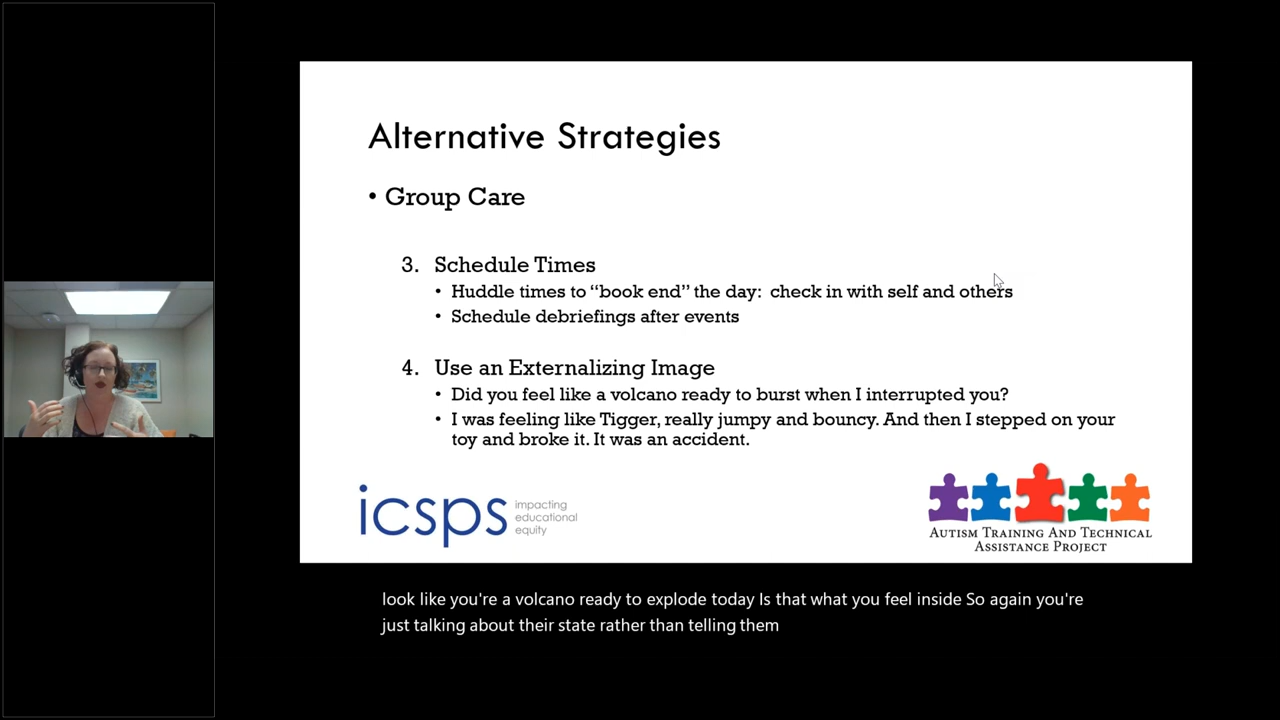 Alternative Strategies
• Group Care
3. Schedule Times
• Huddle times to “book end” the day: check in with self and others
• Schedule debriefings after events
4. Use an Externalizing Image
• Did you feel like a volcano ready to burst when I interrupted you?
• I was feeling like Tigger, really jumpy and bouncy. And then I stepped on your
toy and broke it. It was an accident.
icsps
impacting
educational
equity
AUTISM TRAINING AND TECHNICAL
ASSISTANCE PROJECT
look like you're a volcano ready to explode today Is that what you feel inside So again you're
just talking about their state rather than telling them